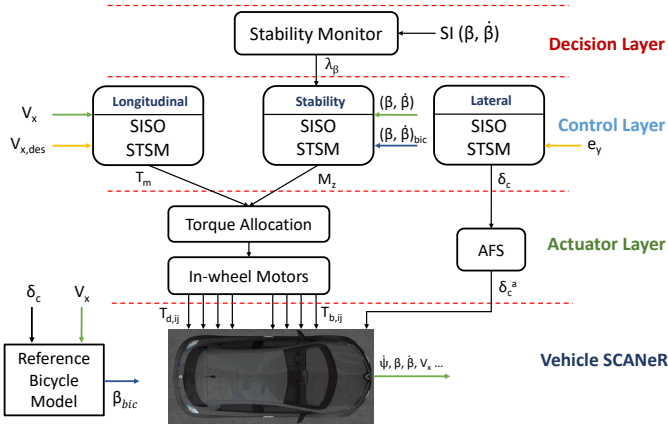 Stability Monitor
SI (β, β̇)
Decision Layer
λβ
Longitudinal
SISO
STSM
Stability
SISO
STSM
Lateral
SISO
STSM
Vx
Vx,des
(β, β̇)
(β, β̇)bic
ey
Control Layer
Tm
Mz
δc
Torque Allocation
In-wheel Motors
AFS
Actuator Layer
δcᵃ
Td,ij
Tb,ij
δc
Vx
Reference
Bicycle
Model
βbic
ψ̇, β, β̇, Vx ...
Vehicle SCANeR